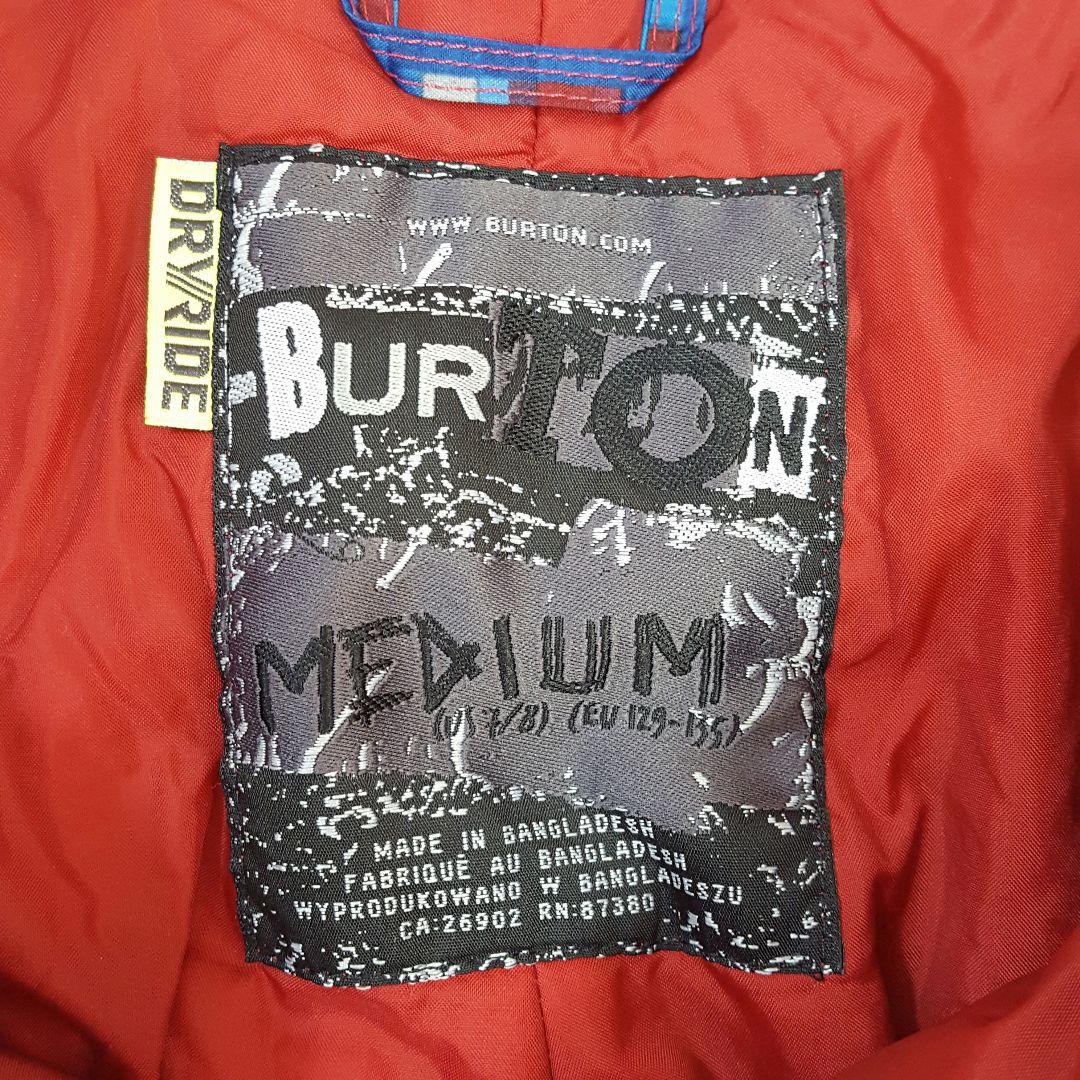 DRY///RIDE
WWW.BURTON.COM
BURTON
MEDIUM
(US 7/8) (EU 129-135)
MADE IN BANGLADESH
FABRIQUÉ AU BANGLADESH
WYPRODUKOWANO W BANGLADESZU
CA:26902 RN:87380